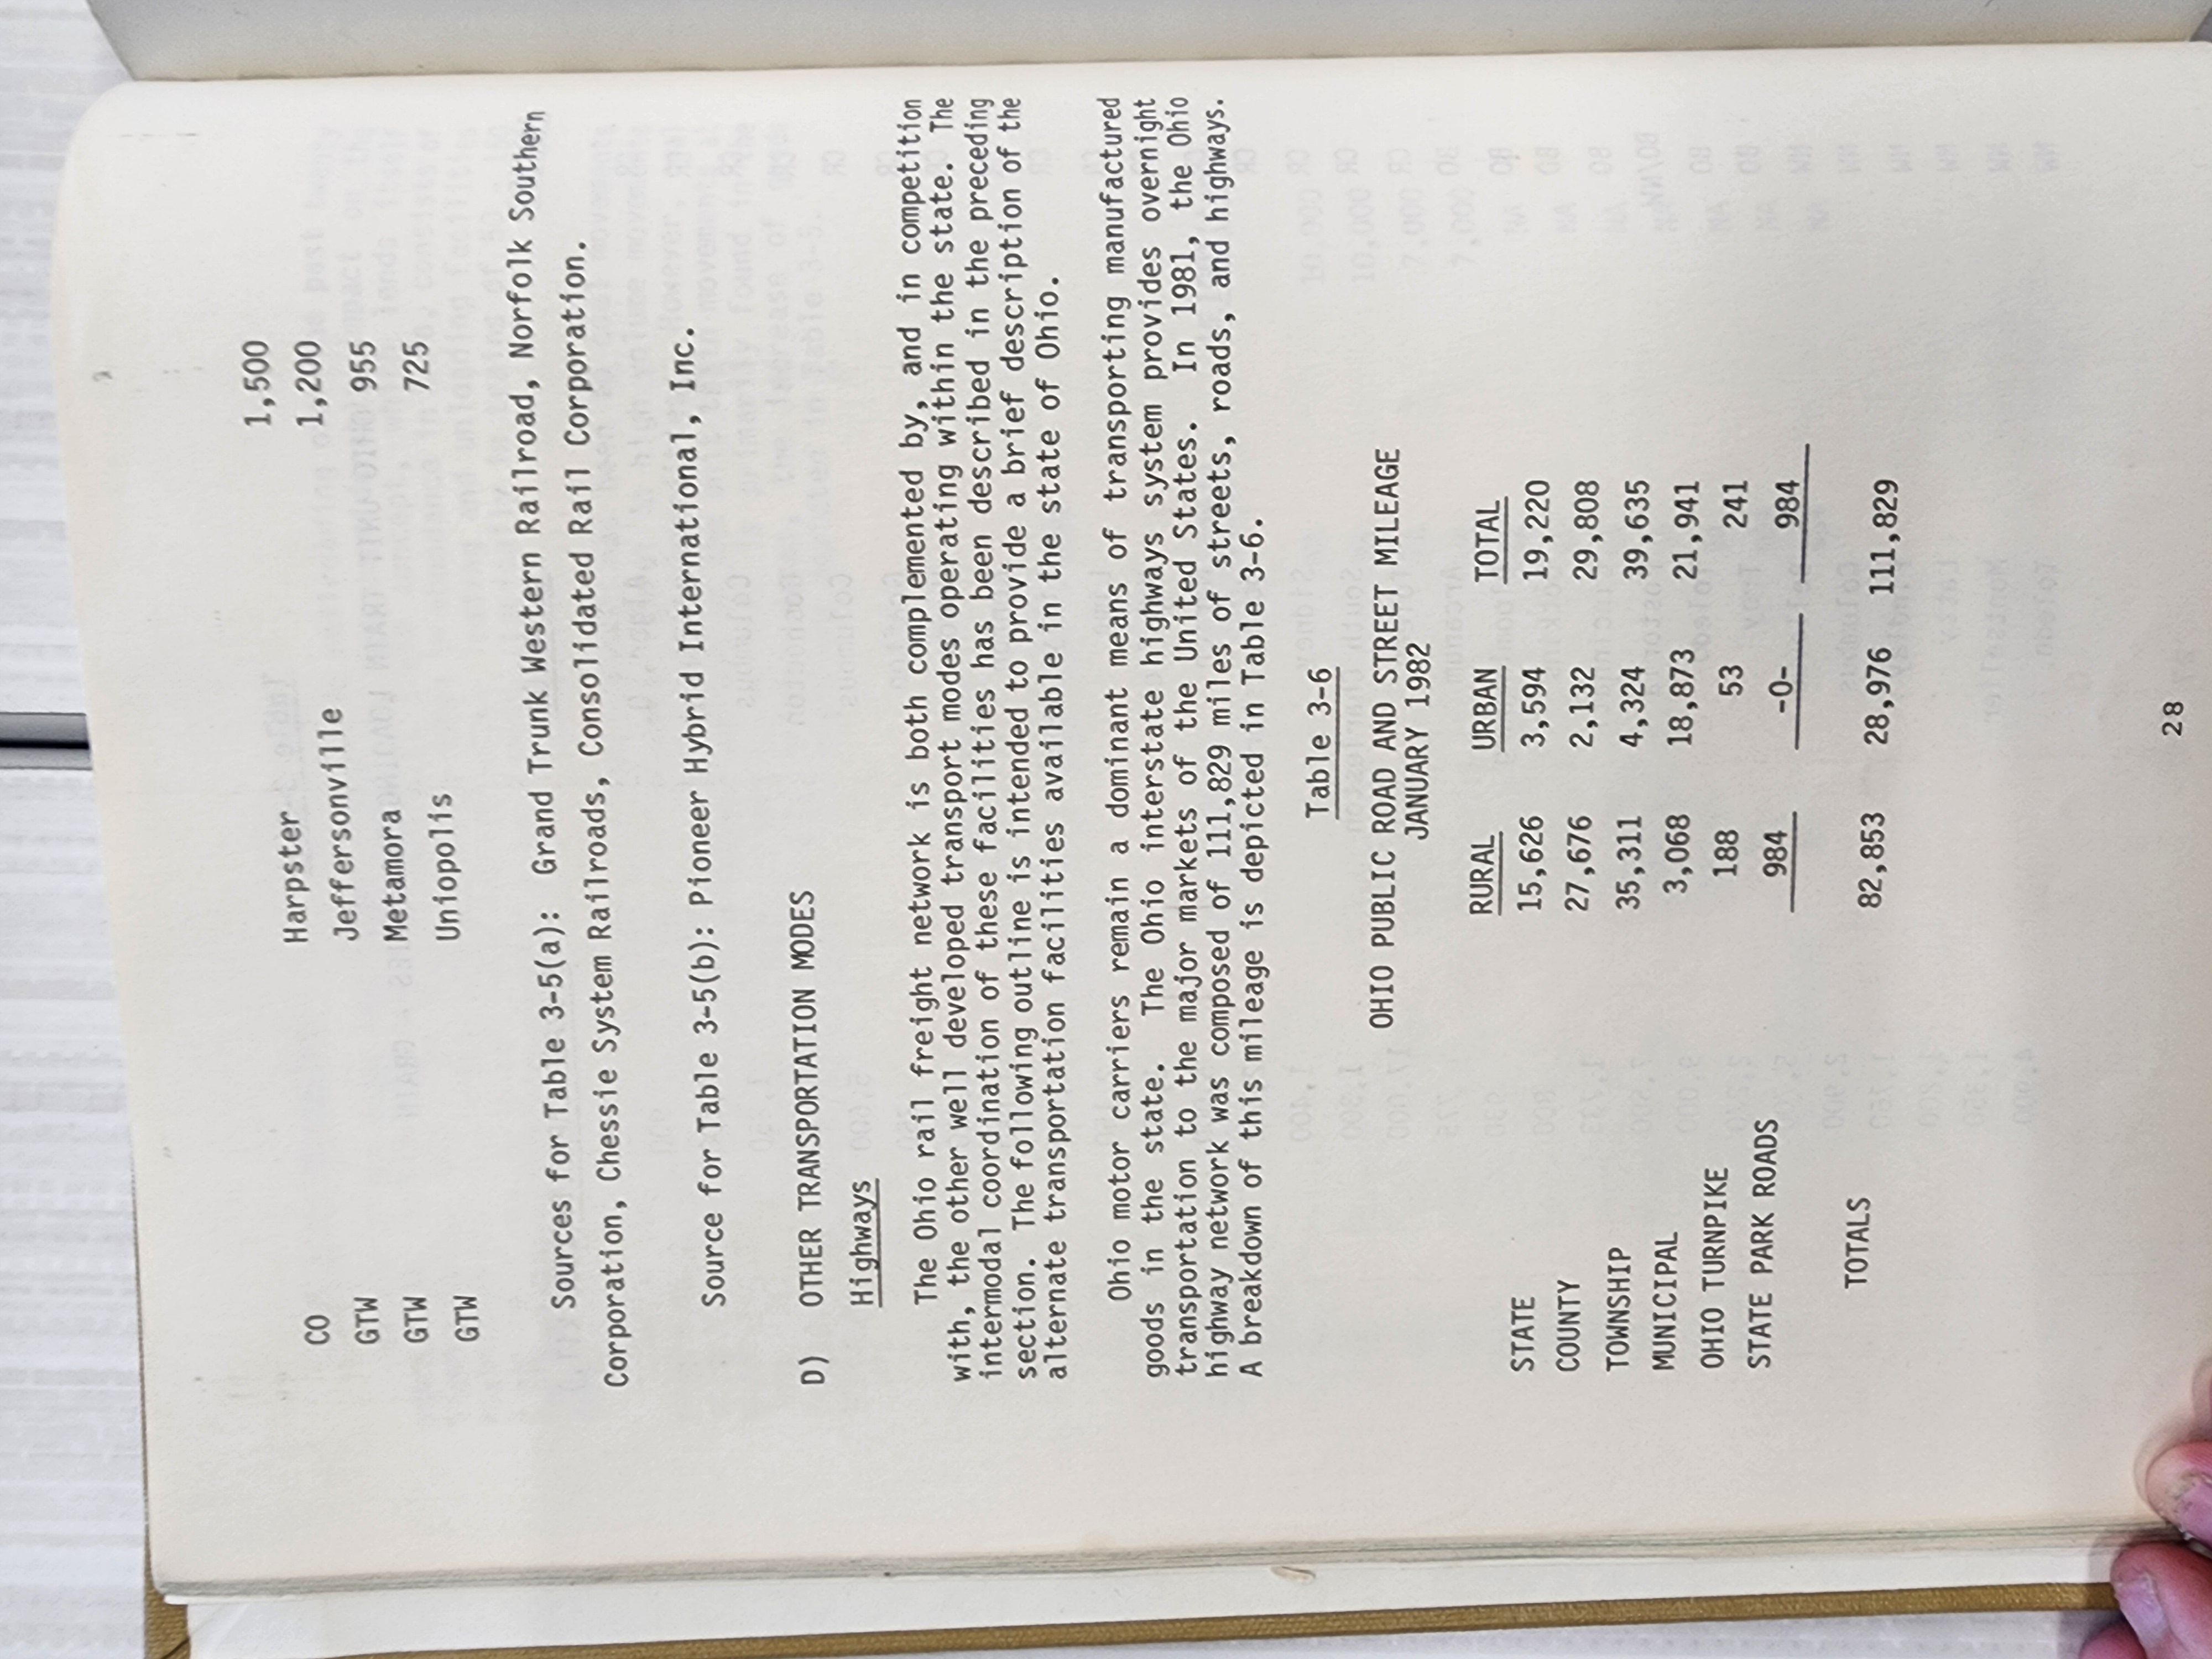 CO Harpster 1,500
GTW Jeffersonville 1,200
GTW Metamora 955
GTW Uniopolis 725
Sources for Table 3-5(a): Grand Trunk Western Railroad, Norfolk Southern
Corporation, Chessie System Railroads, Consolidated Rail Corporation.
Source for Table 3-5(b): Pioneer Hybrid International, Inc.
D) OTHER TRANSPORTATION MODES
Highways
The Ohio rail freight network is both complemented by, and in competition
with, the other well developed transport modes operating within the state. The
intermodal coordination of these facilities has been described in the preceding
section. The following outline is intended to provide a brief description of the
alternate transportation facilities available in the state of Ohio.
Ohio motor carriers remain a dominant means of transporting manufactured
goods in the state. The Ohio interstate highways system provides overnight
transportation to the major markets of the United States. In 1981, the Ohio
highway network was composed of 111,829 miles of streets, roads, and highways.
A breakdown of this mileage is depicted in Table 3-6.
Table 3-6
OHIO PUBLIC ROAD AND STREET MILEAGE
JANUARY 1982
RURAL URBAN TOTAL
STATE 15,626 3,594 19,220
COUNTY 27,676 2,132 29,808
TOWNSHIP 35,311 4,324 39,635
MUNICIPAL 3,068 18,873 21,941
OHIO TURNPIKE 188 53 241
STATE PARK ROADS 984 -0- 984
TOTALS 82,853 28,976 111,829
28